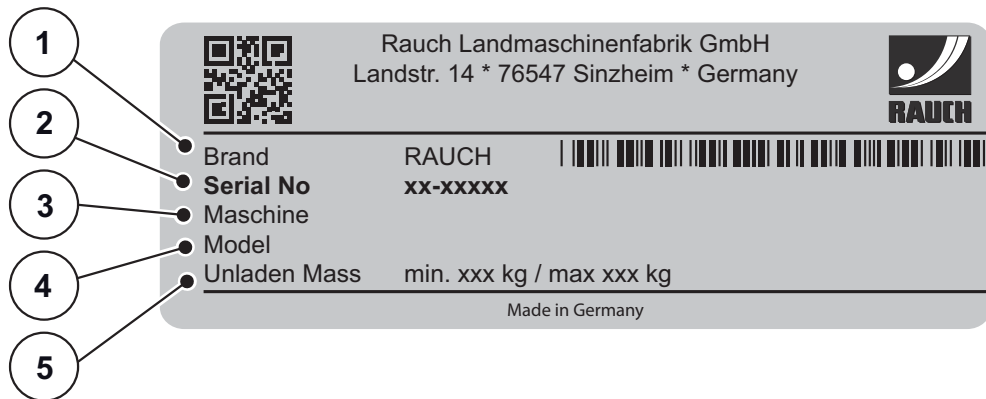 Rauch Landmaschinenfabrik GmbH
Landstr. 14 * 76547 Sinzheim * Germany
RAUCH
1
2
3
4
5
Brand RAUCH
Serial No xx-xxxxx
Maschine
Model
Unladen Mass min. xxx kg / max xxx kg
Made in Germany